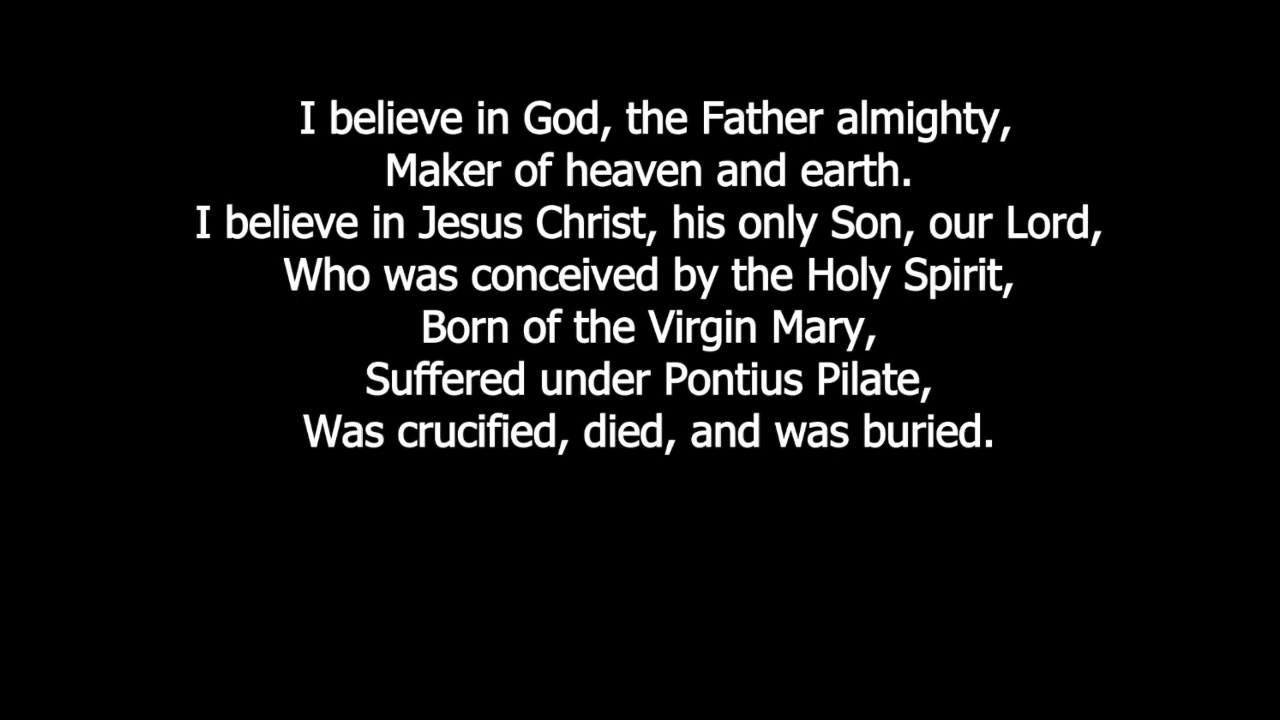 I believe in God, the Father almighty,
Maker of heaven and earth.
I believe in Jesus Christ, his only Son, our Lord,
Who was conceived by the Holy Spirit,
Born of the Virgin Mary,
Suffered under Pontius Pilate,
Was crucified, died, and was buried.